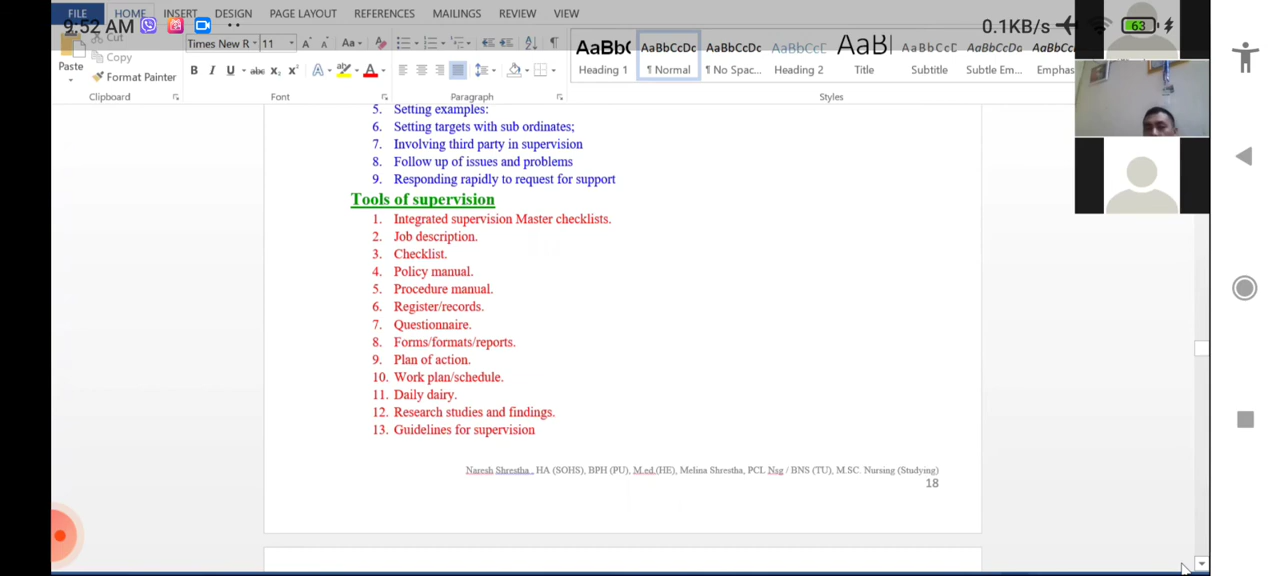 FILE HOME INSERT DESIGN PAGE LAYOUT REFERENCES MAILINGS REVIEW VIEW
9:52 AM 0.1KB/s 63
Cut
Copy
Paste
Format Painter
Times New R 11 Aa
B I U abc X₂ X²
AaBbC AaBbCcDc AaBbCcDc AaBbCcE AaB AaBbCcD AaBbCcDc AaBbCc
Heading 1 ¶ Normal ¶ No Spac... Heading 2 Title Subtitle Subtle Em... Emphas
Clipboard Font Paragraph Styles
5. Setting examples:
6. Setting targets with sub ordinates;
7. Involving third party in supervision
8. Follow up of issues and problems
9. Responding rapidly to request for support
Tools of supervision
1. Integrated supervision Master checklists.
2. Job description.
3. Checklist.
4. Policy manual.
5. Procedure manual.
6. Register/records.
7. Questionnaire.
8. Forms/formats/reports.
9. Plan of action.
10. Work plan/schedule.
11. Daily dairy.
12. Research studies and findings.
13. Guidelines for supervision
Naresh Shrestha , HA (SOHS), BPH (PU), M.ed.(HE), Melina Shrestha, PCL Nsg / BNS (TU), M.SC. Nursing (Studying)
18